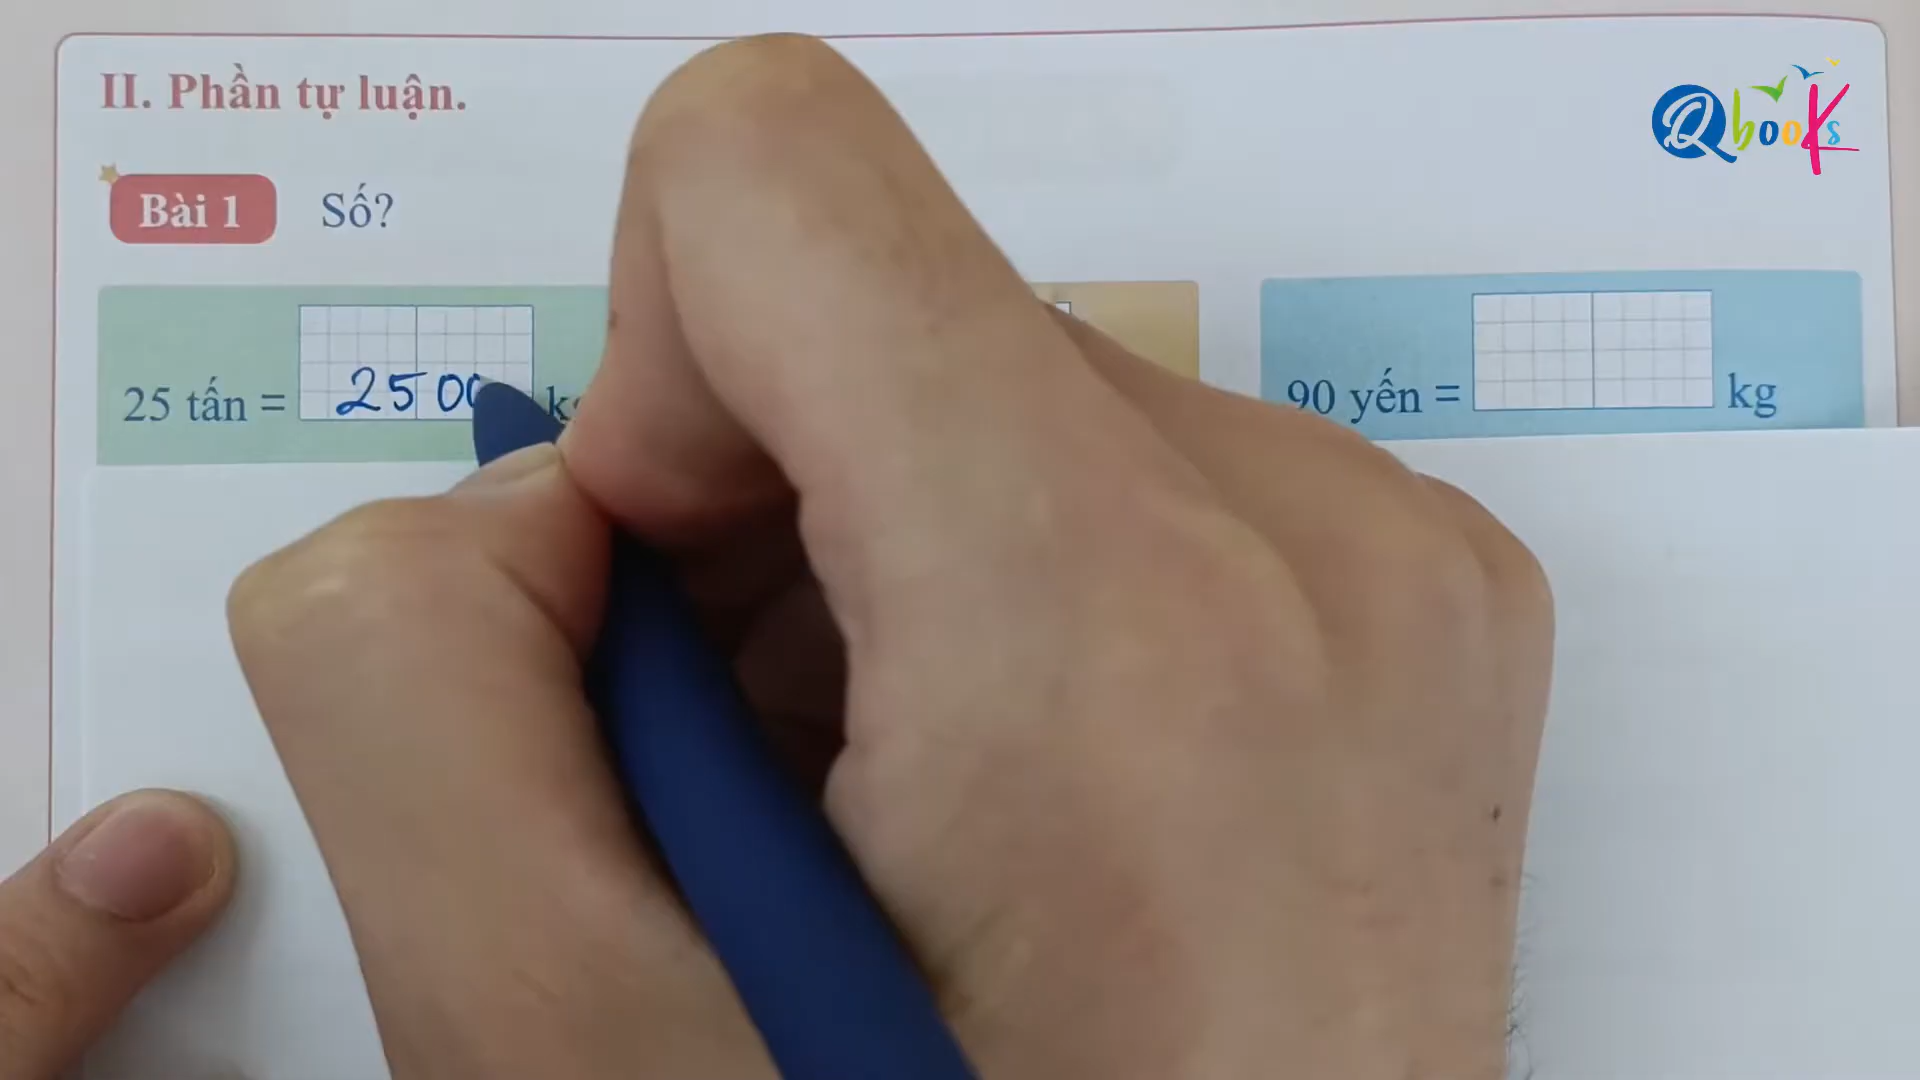 Qbooks
II. Phần tự luận.
Bài 1 Số?
25 tấn = 2500
90 yến = kg